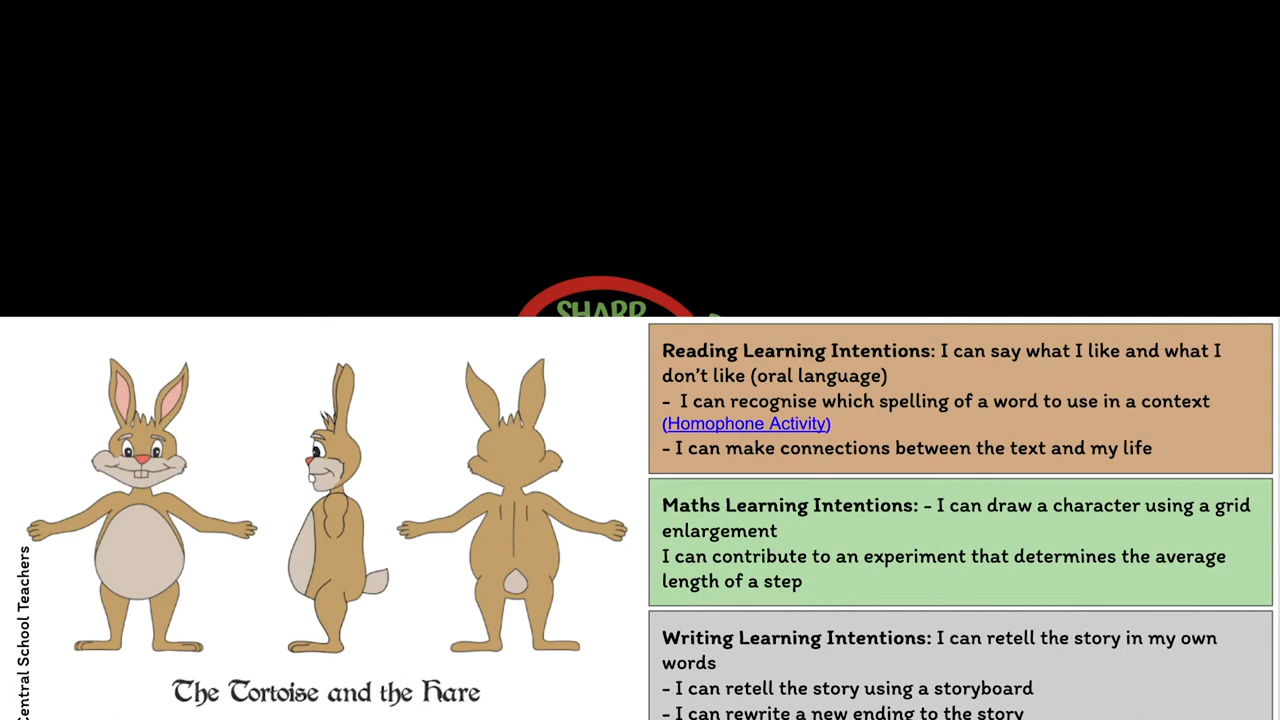 SHARP
Reading Learning Intentions: I can say what I like and what I
don't like (oral language)
- I can recognise which spelling of a word to use in a context
(Homophone Activity)
- I can make connections between the text and my life
Maths Learning Intentions: - I can draw a character using a grid
enlargement
I can contribute to an experiment that determines the average
length of a step
Writing Learning Intentions: I can retell the story in my own
words
- I can retell the story using a storyboard
- I can rewrite a new ending to the story
The Tortoise and the Hare
Central School Teachers